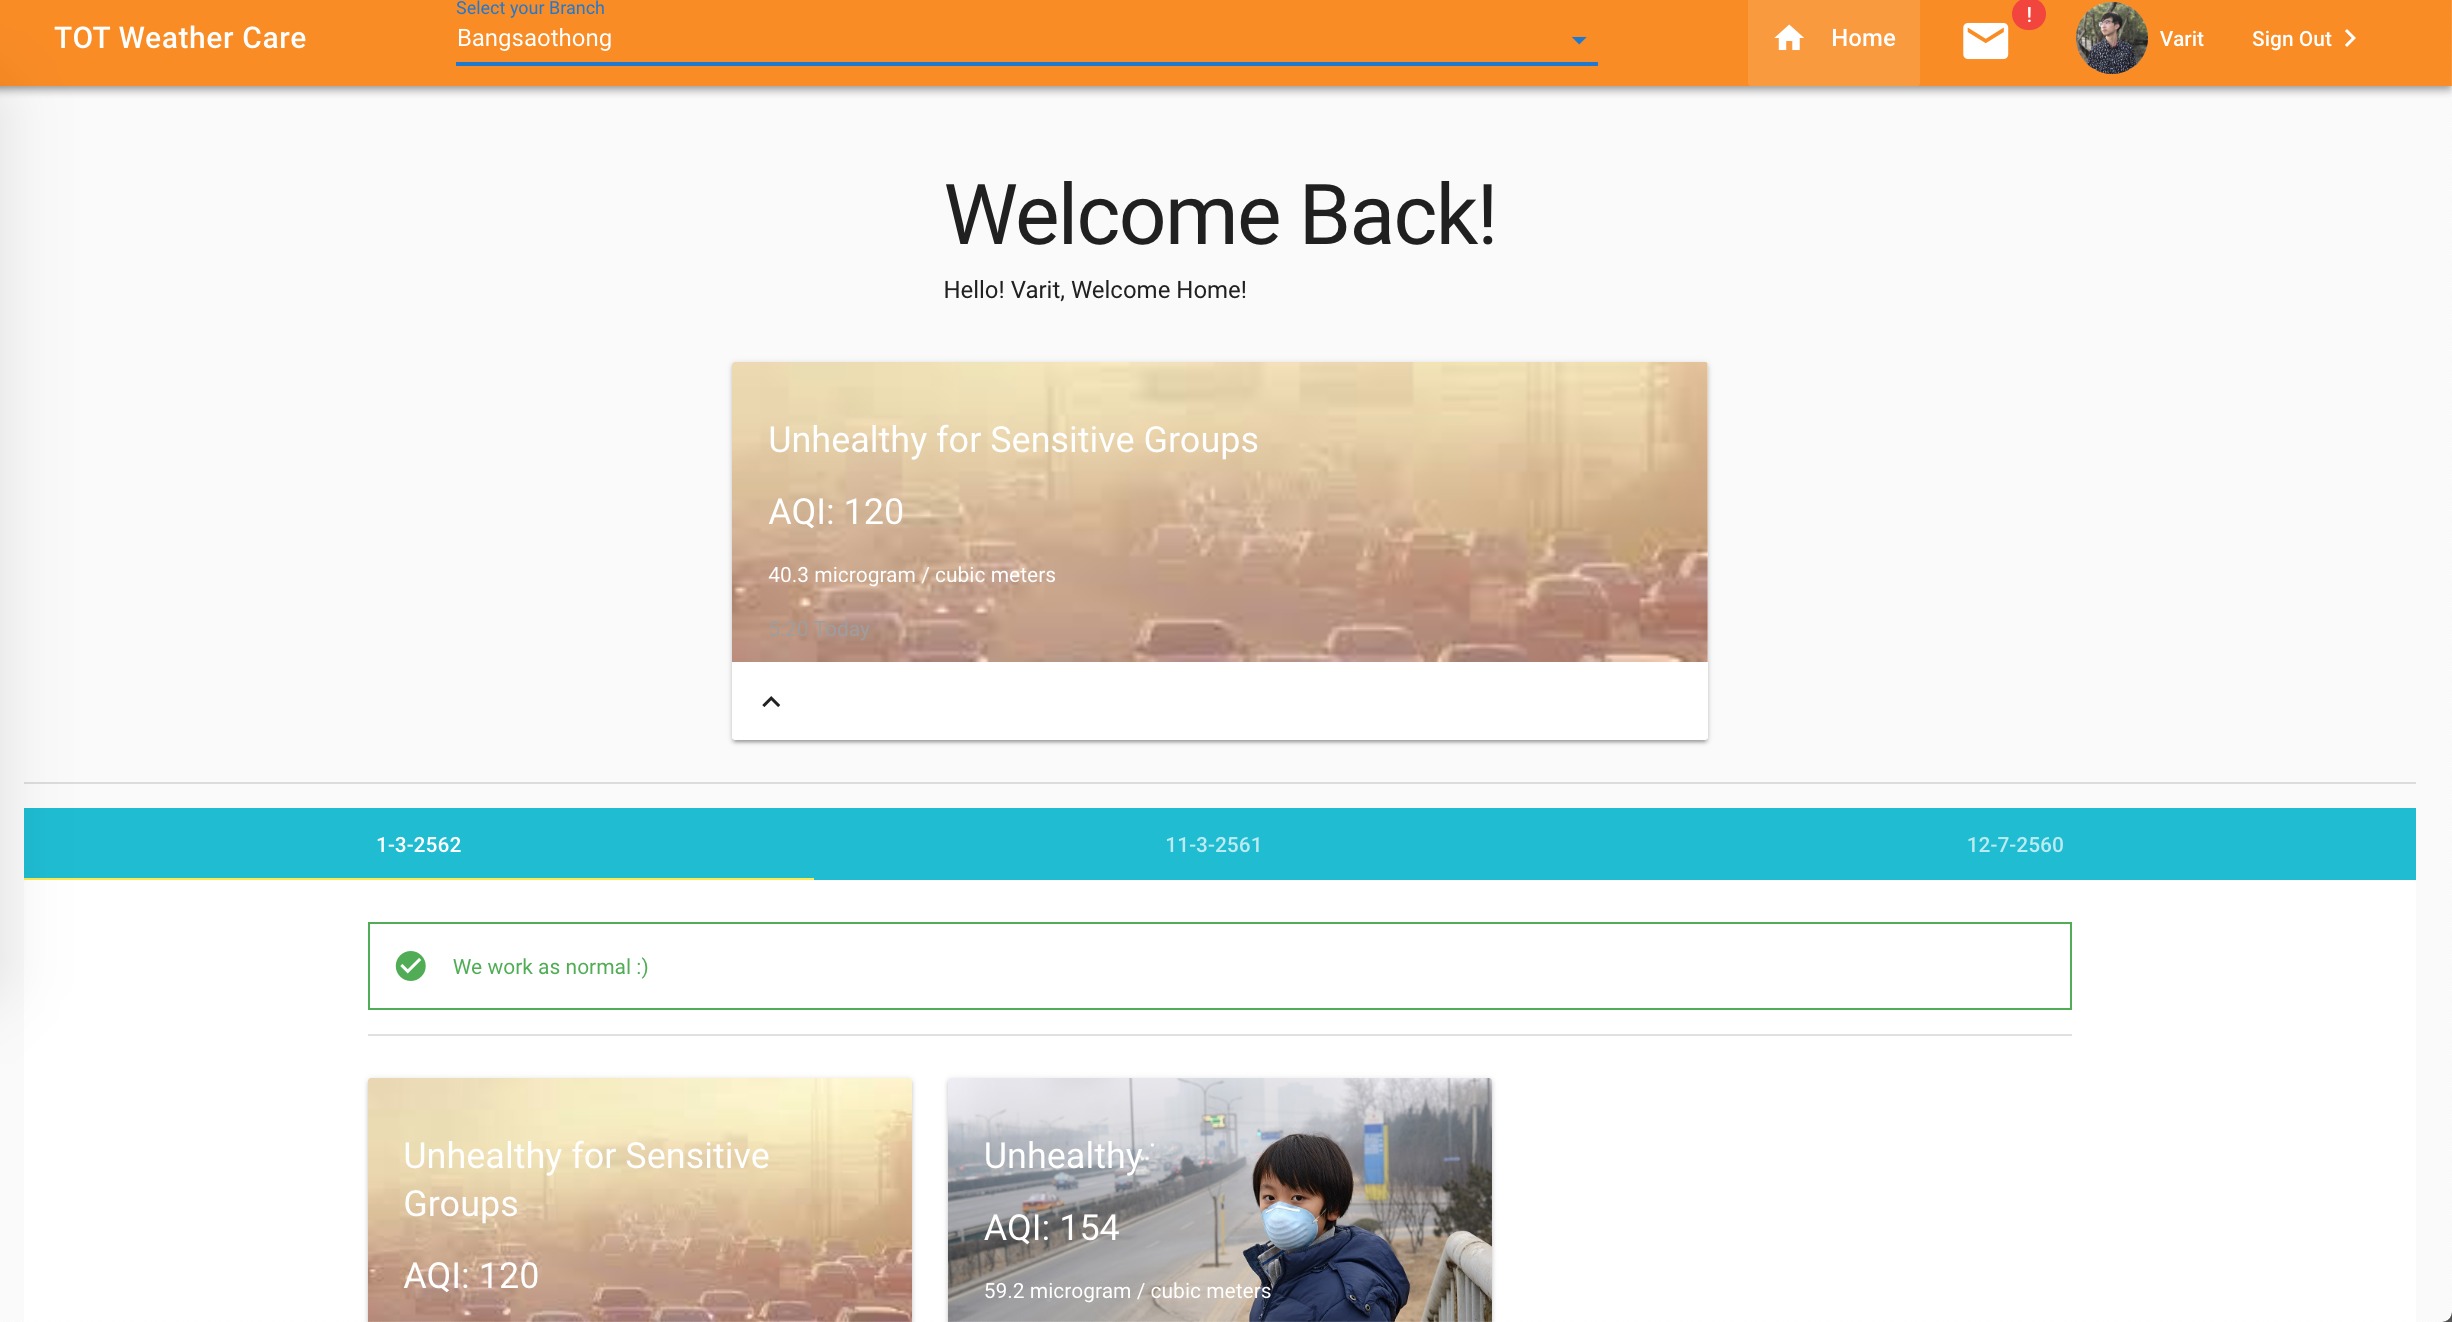 TOT Weather Care
Select your Branch
Bangsaothong
Home
!
Varit
Sign Out
Welcome Back!
Hello! Varit, Welcome Home!
Unhealthy for Sensitive Groups
AQI: 120
40.3 microgram / cubic meters
Today
1-3-2562
11-3-2561
12-7-2560
We work as normal :)
Unhealthy for Sensitive
Groups
AQI: 120
Unhealthy
AQI: 154
59.2 microgram / cubic meters